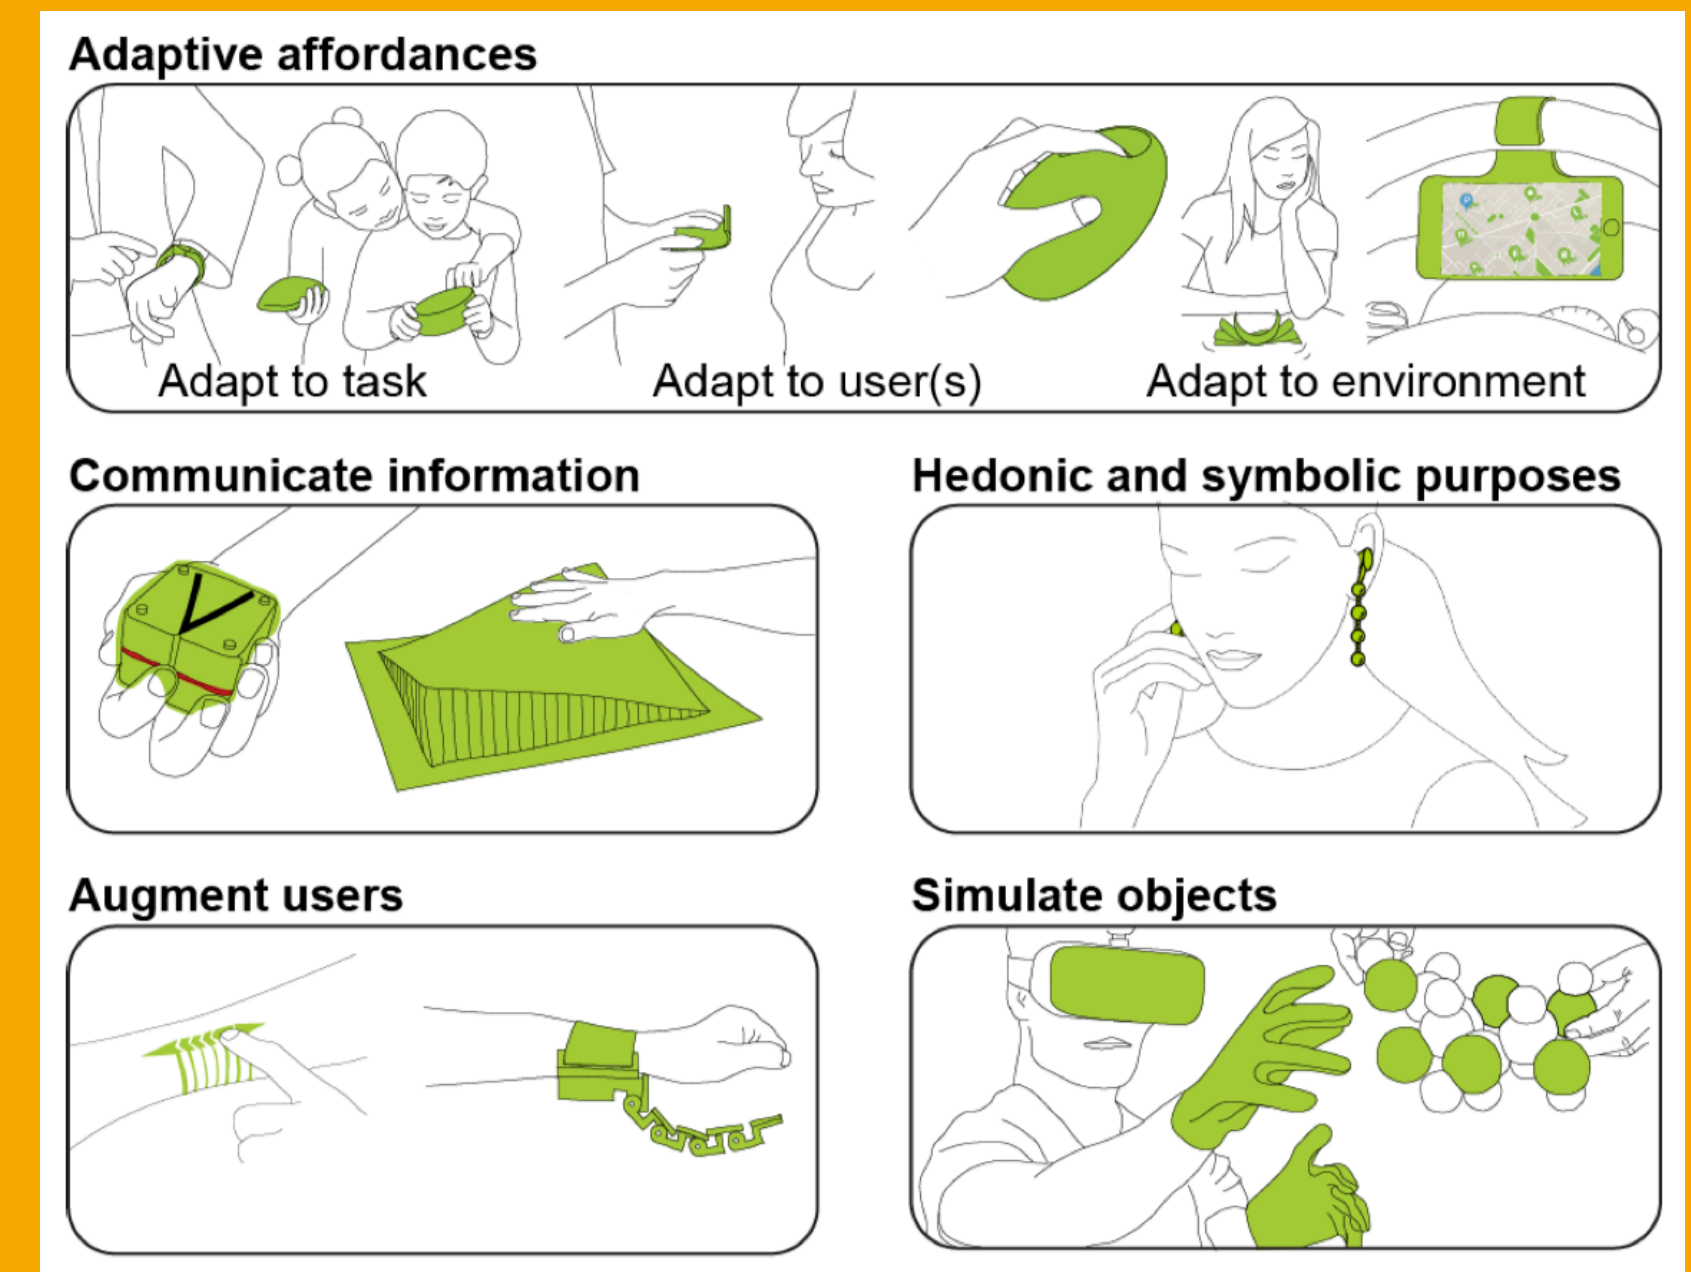 Adaptive affordances
Adapt to task
Adapt to user(s)
Adapt to environment
Communicate information
Hedonic and symbolic purposes
Augment users
Simulate objects